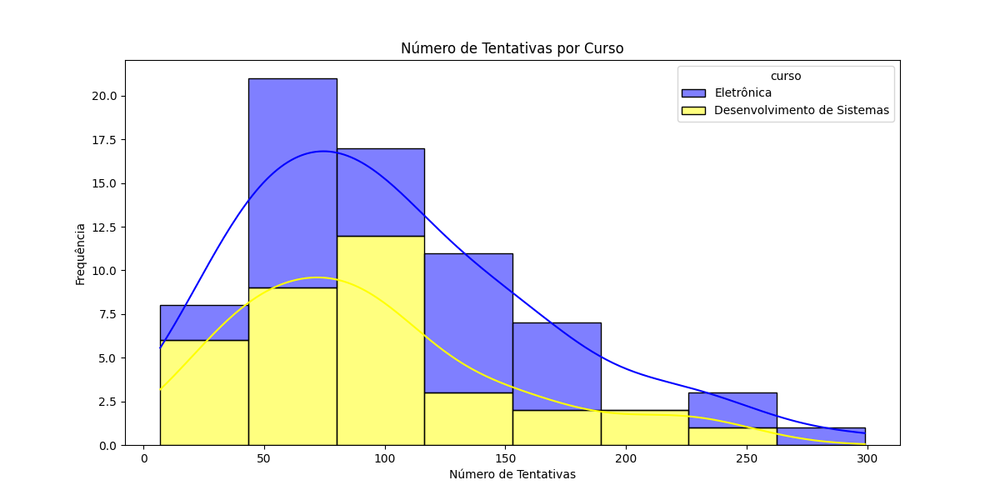 Número de Tentativas por Curso
curso
Eletrônica
Desenvolvimento de Sistemas
Frequência
20.0
17.5
15.0
12.5
10.0
7.5
5.0
2.5
0.0
0 50 100 150 200 250 300
Número de Tentativas